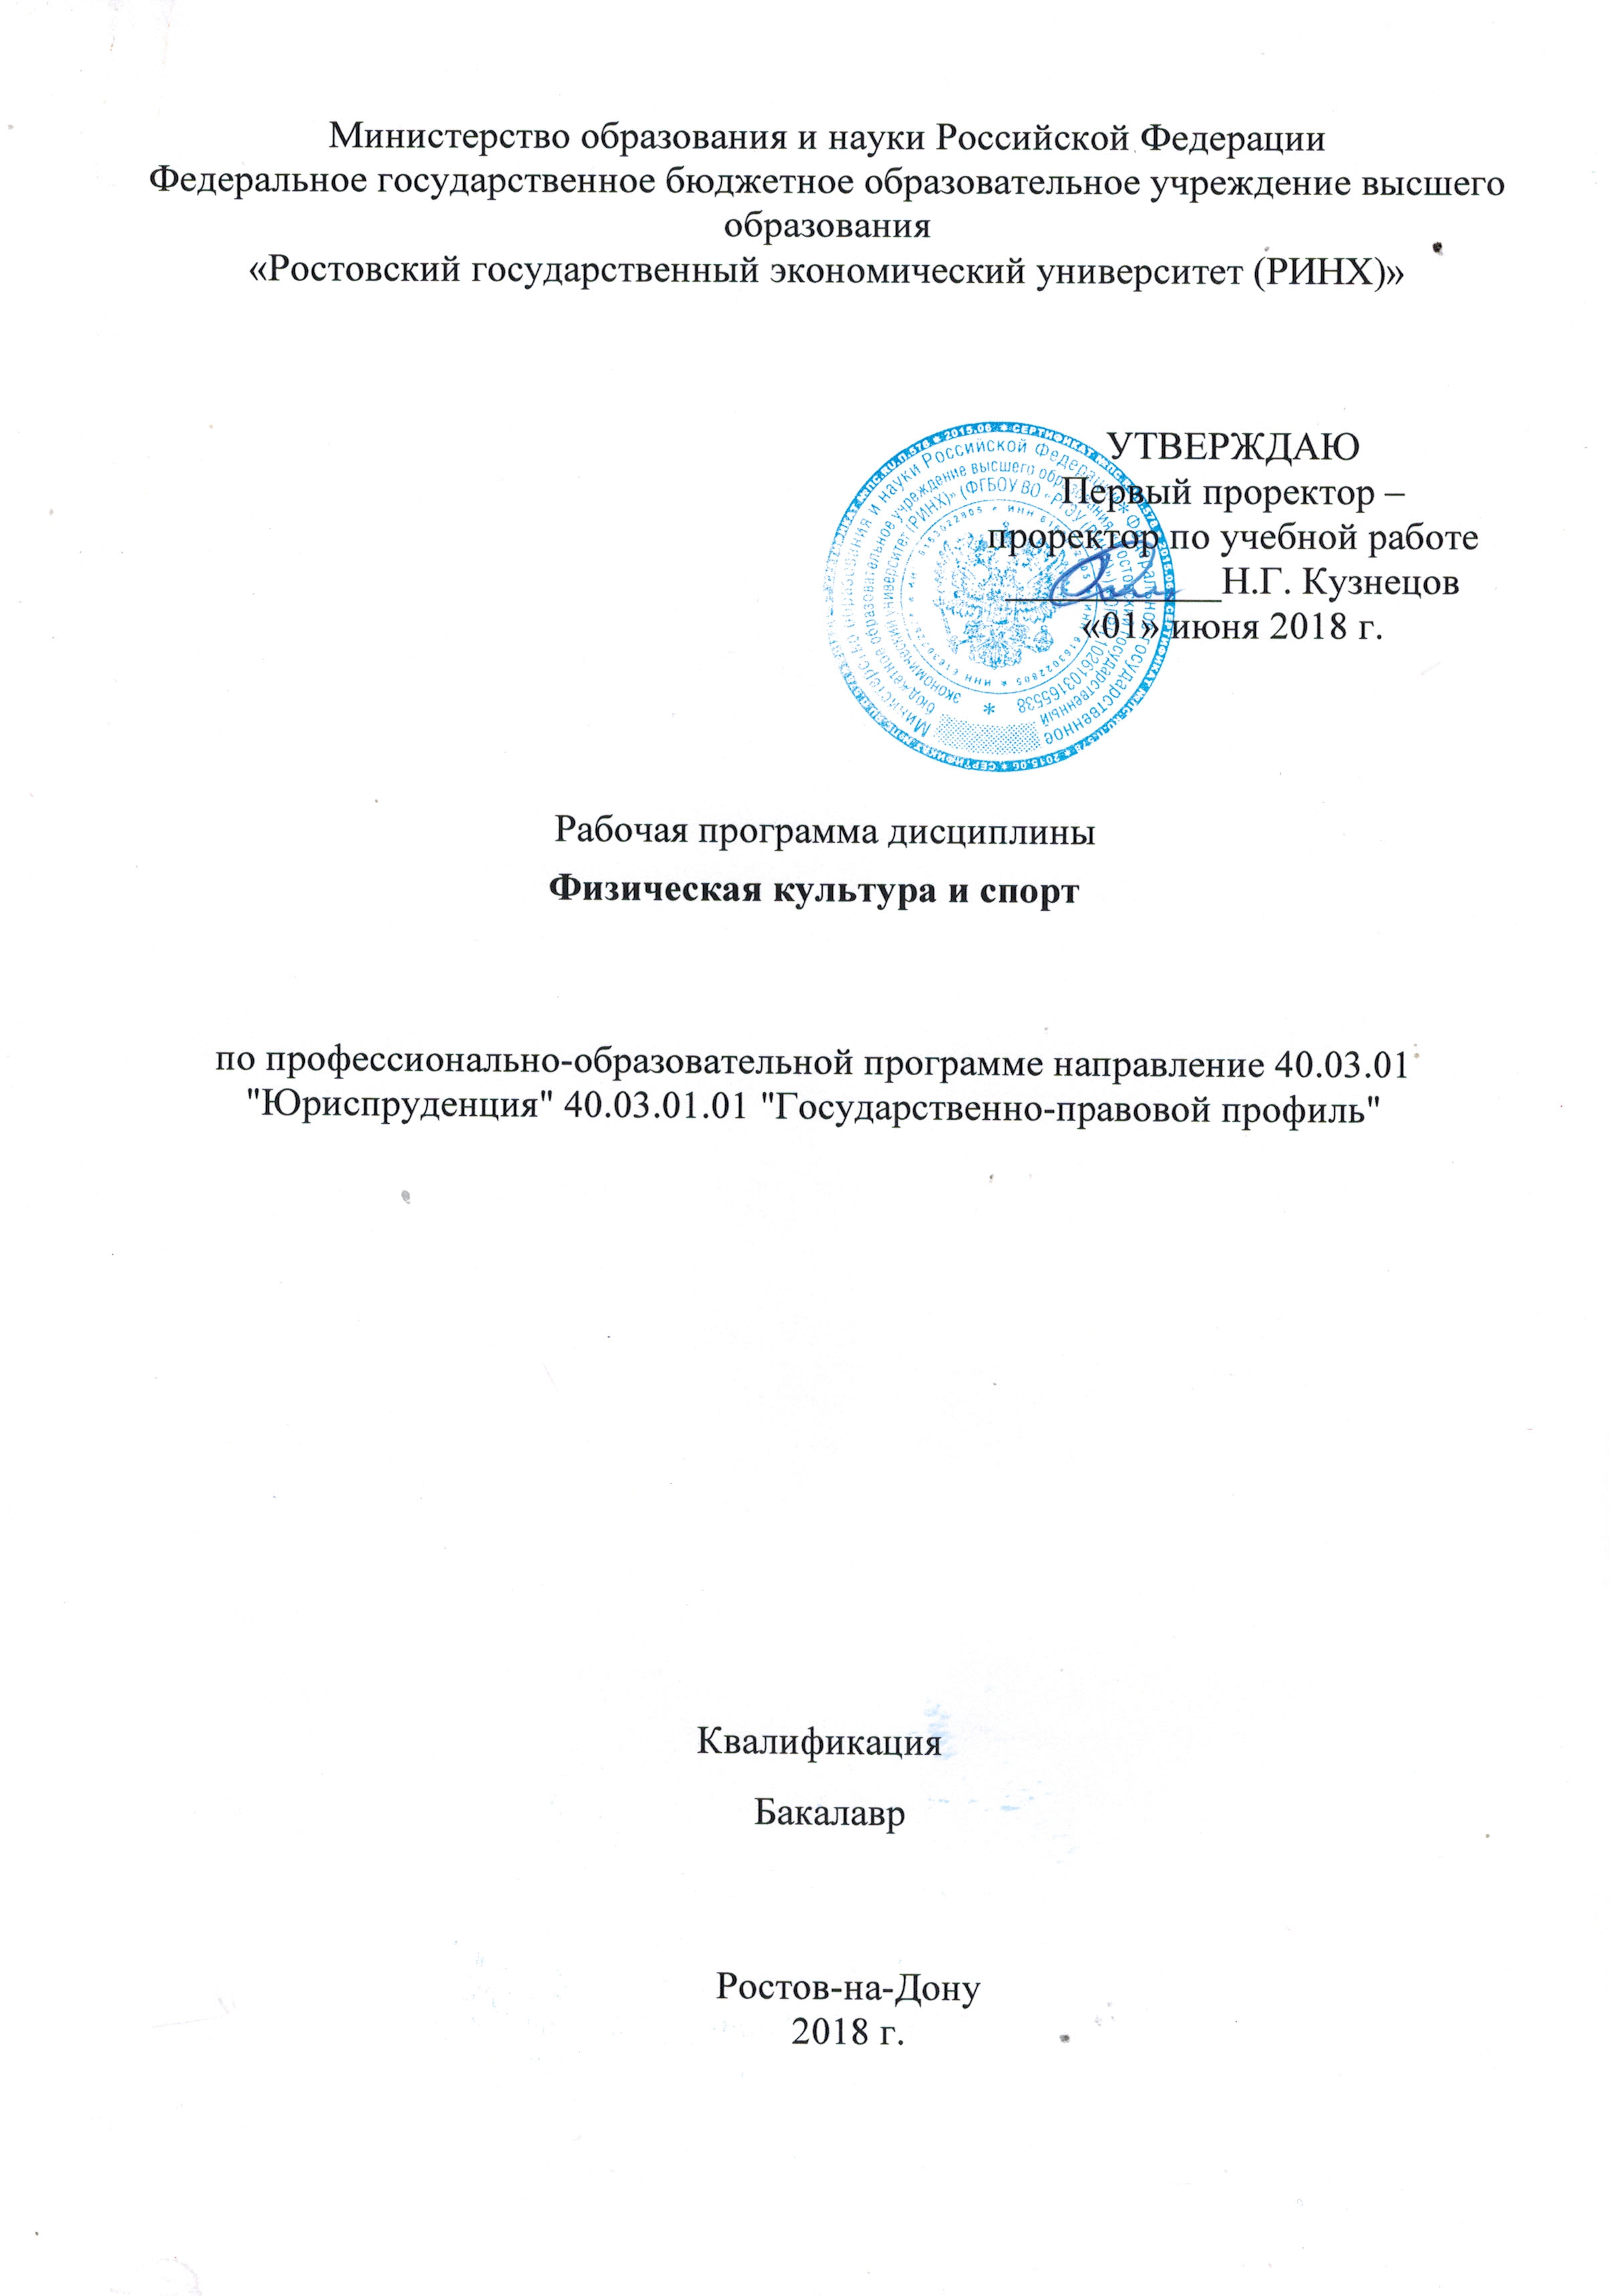 Министерство образования и науки Российской Федерации
Федеральное государственное бюджетное образовательное учреждение высшего
образования
«Ростовский государственный экономический университет (РИНХ)»
УТВЕРЖДАЮ
Первый проректор –
проректор по учебной работе
Н.Г. Кузнецов
«01» июня 2018 г.
Рабочая программа дисциплины
Физическая культура и спорт
по профессионально-образовательной программе направление 40.03.01
"Юриспруденция" 40.03.01.01 "Государственно-правовой профиль"
Квалификация
Бакалавр
Ростов-на-Дону
2018 г.